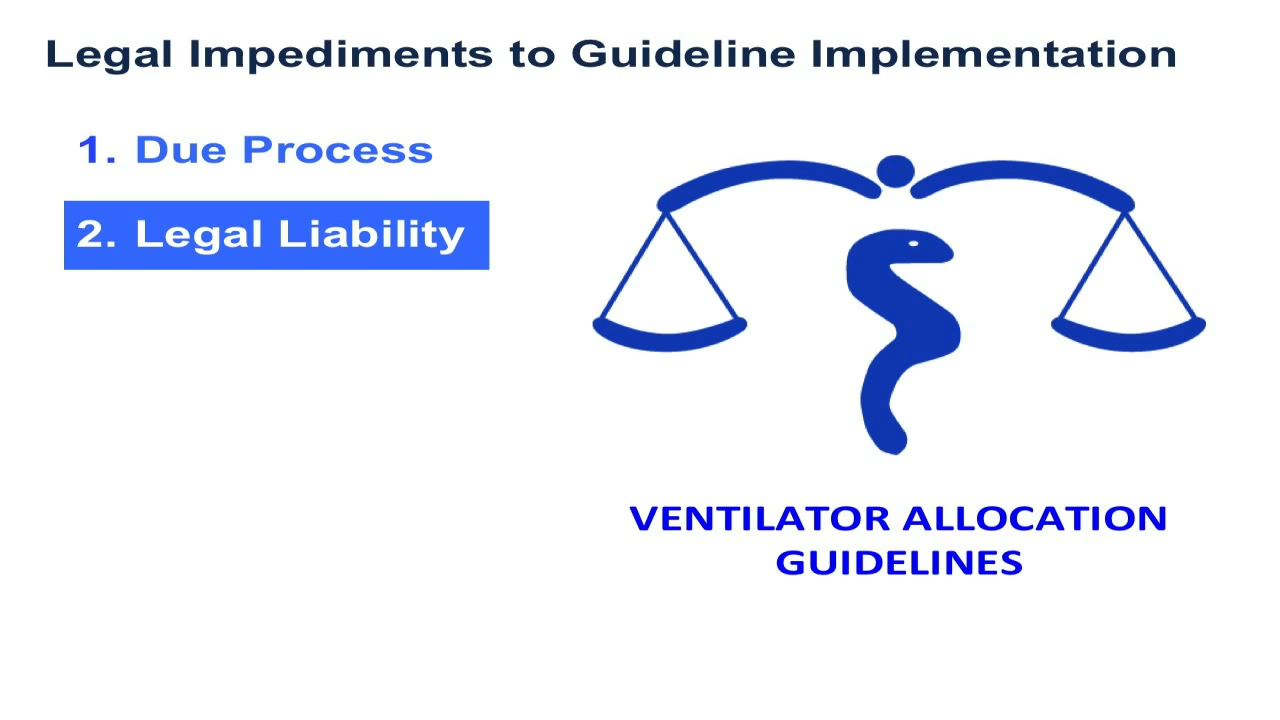 Legal Impediments to Guideline Implementation
1. Due Process
2. Legal Liability
VENTILATOR ALLOCATION
GUIDELINES